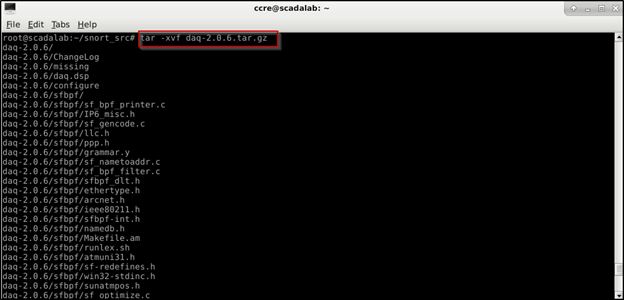 ccre@scadalab: ~
File Edit Tabs Help
root@scadalab:~/snort_src# tar -xvf daq-2.0.6.tar.gz
daq-2.0.6/
daq-2.0.6/ChangeLog
daq-2.0.6/missing
daq-2.0.6/daq.dsp
daq-2.0.6/configure
daq-2.0.6/sfbpf/
daq-2.0.6/sfbpf/sf_bpf_printer.c
daq-2.0.6/sfbpf/IP6_misc.h
daq-2.0.6/sfbpf/sf_gencode.c
daq-2.0.6/sfbpf/llc.h
daq-2.0.6/sfbpf/ppp.h
daq-2.0.6/sfbpf/grammar.y
daq-2.0.6/sfbpf/sf_nametoaddr.c
daq-2.0.6/sfbpf/sf_bpf_filter.c
daq-2.0.6/sfbpf/sfbpf_dlt.h
daq-2.0.6/sfbpf/ethertype.h
daq-2.0.6/sfbpf/arcnet.h
daq-2.0.6/sfbpf/ieee80211.h
daq-2.0.6/sfbpf/sfbpf-int.h
daq-2.0.6/sfbpf/namedb.h
daq-2.0.6/sfbpf/Makefile.am
daq-2.0.6/sfbpf/runlex.sh
daq-2.0.6/sfbpf/atmuni31.h
daq-2.0.6/sfbpf/sf-redefines.h
daq-2.0.6/sfbpf/win32-stdinc.h
daq-2.0.6/sfbpf/sunatmpos.h
daq-2.0.6/sfbpf/sf_optimize.c